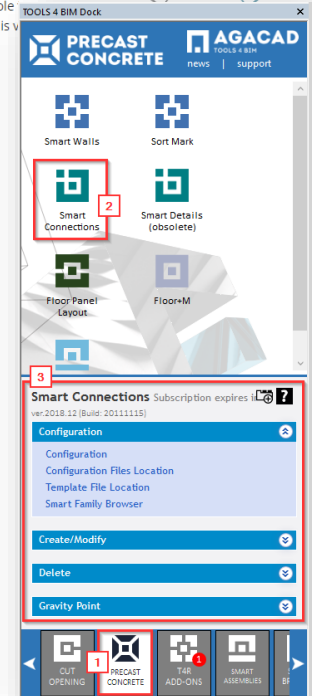 TOOLS 4 BIM Dock
PRECAST
CONCRETE
AGACAD
TOOLS 4 BIM
news | support
Smart Walls
Sort Mark
Smart
Connections
2
Smart Details
(obsolete)
Floor Panel
Layout
Floor+M
3
Smart Connections Subscription expires i
?
ver.2018.12 (Build: 20111115)
Configuration
Configuration
Configuration Files Location
Template File Location
Smart Family Browser
Create/Modify
Delete
Gravity Point
CUT
OPENING
1
PRECAST
CONCRETE
1
T4R
ADD-ONS
SMART
ASSEMBLIES